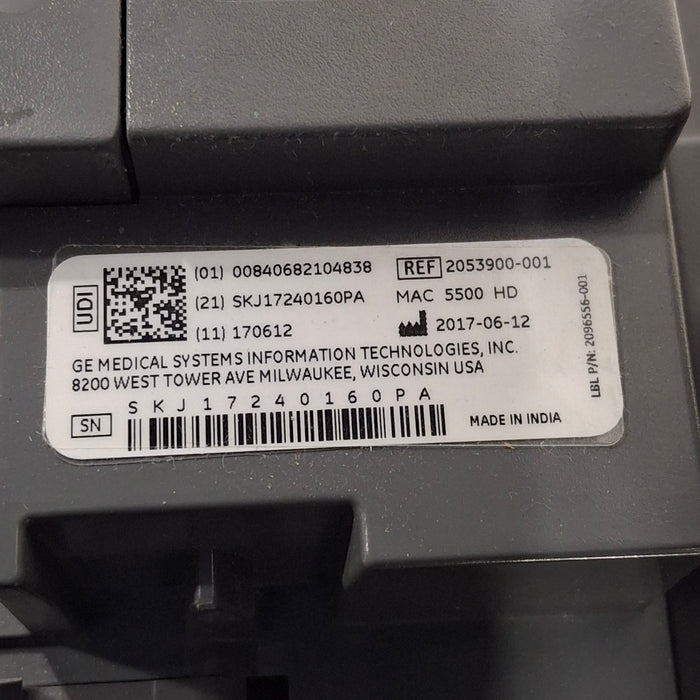 UDI
(01) 00840682104838
REF 2053900-001
(21) SKJ17240160PA
MAC 5500 HD
(11) 170612
2017-06-12
GE MEDICAL SYSTEMS INFORMATION TECHNOLOGIES, INC.
8200 WEST TOWER AVE MILWAUKEE, WISCONSIN USA
SN
SKJ17240160PA
MADE IN INDIA
LBL P/N: 2096556-001